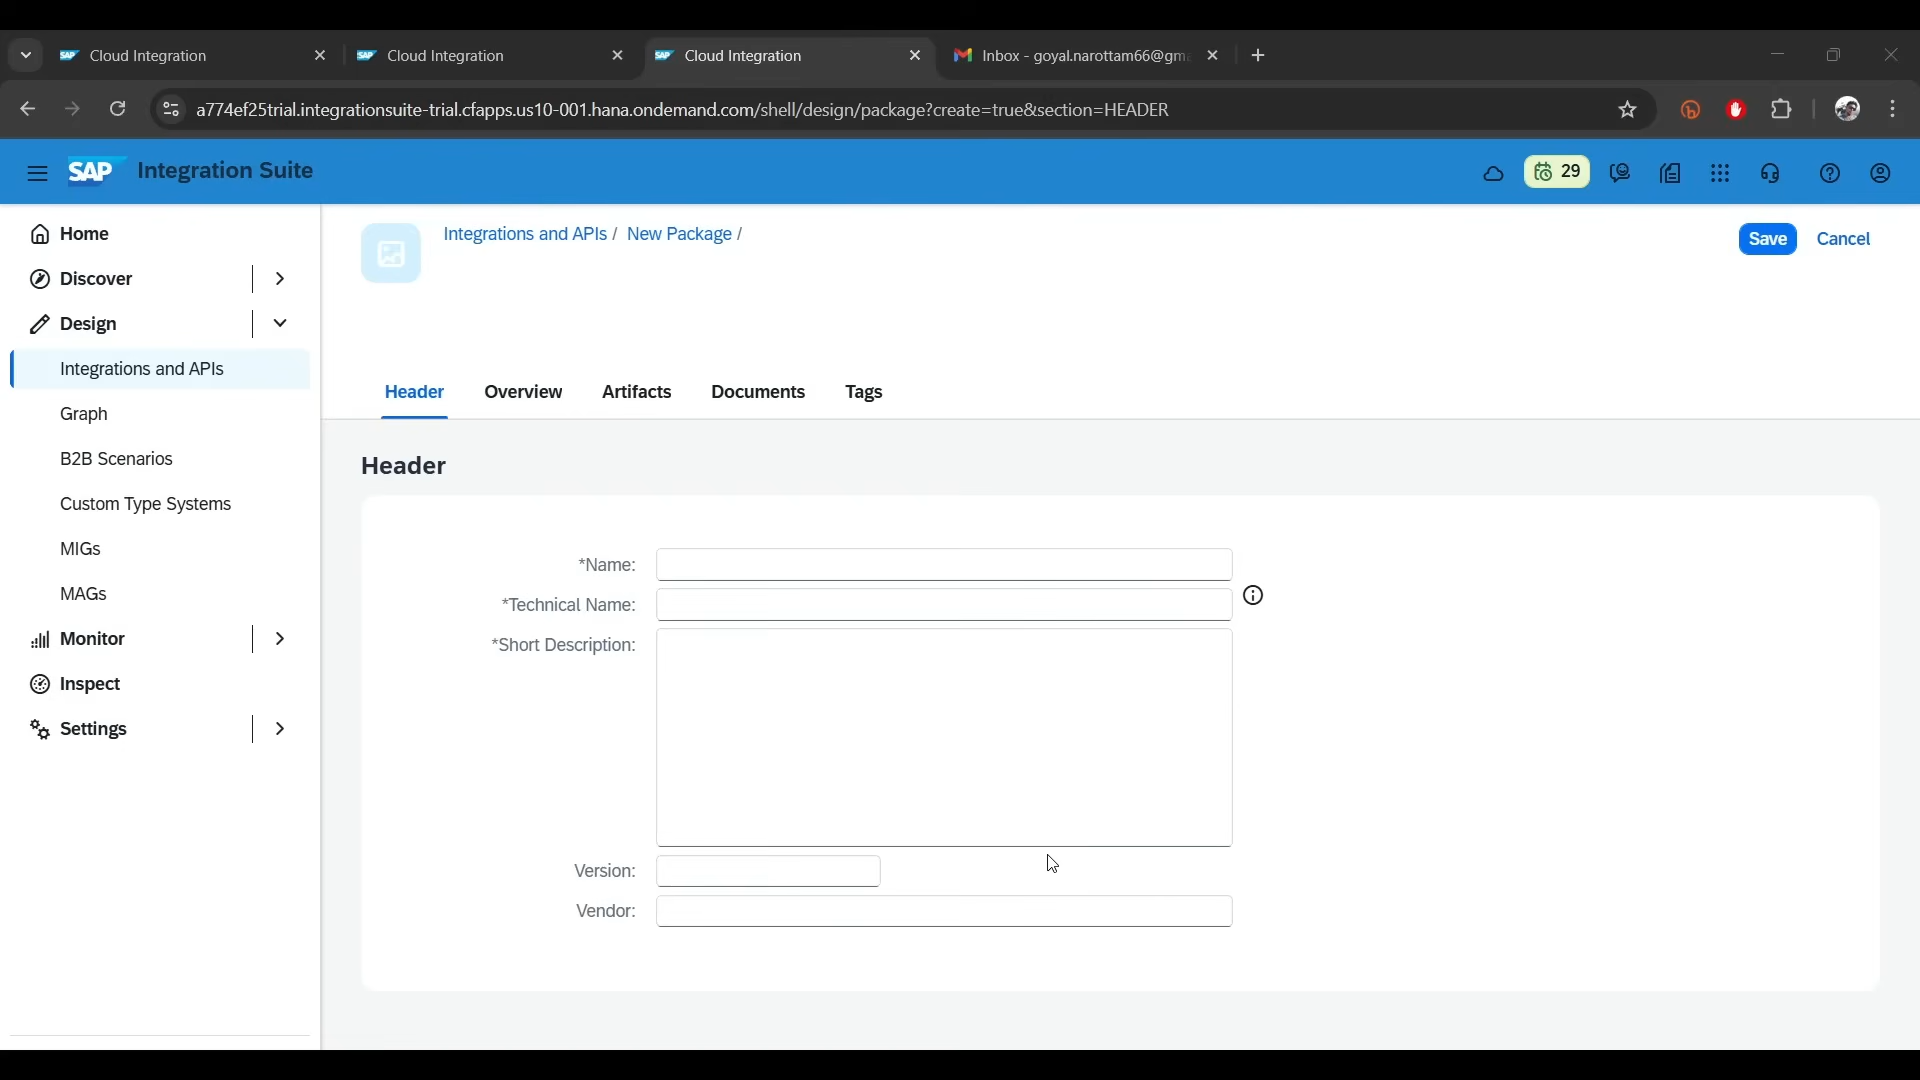 Cloud Integration
Cloud Integration
Cloud Integration
Inbox - goyal.narottam66@gm
a774ef25trial.integrationsuite-trial.cfapps.us10-001.hana.ondemand.com/shell/design/package?create=true&section=HEADER
SAP Integration Suite
29
Home
Discover
Design
Integrations and APIs
Graph
B2B Scenarios
Custom Type Systems
MIGs
MAGs
Monitor
Inspect
Settings
Integrations and APIs / New Package /
Save
Cancel
Header
Overview
Artifacts
Documents
Tags
Header
*Name:
*Technical Name:
*Short Description:
Version:
Vendor: